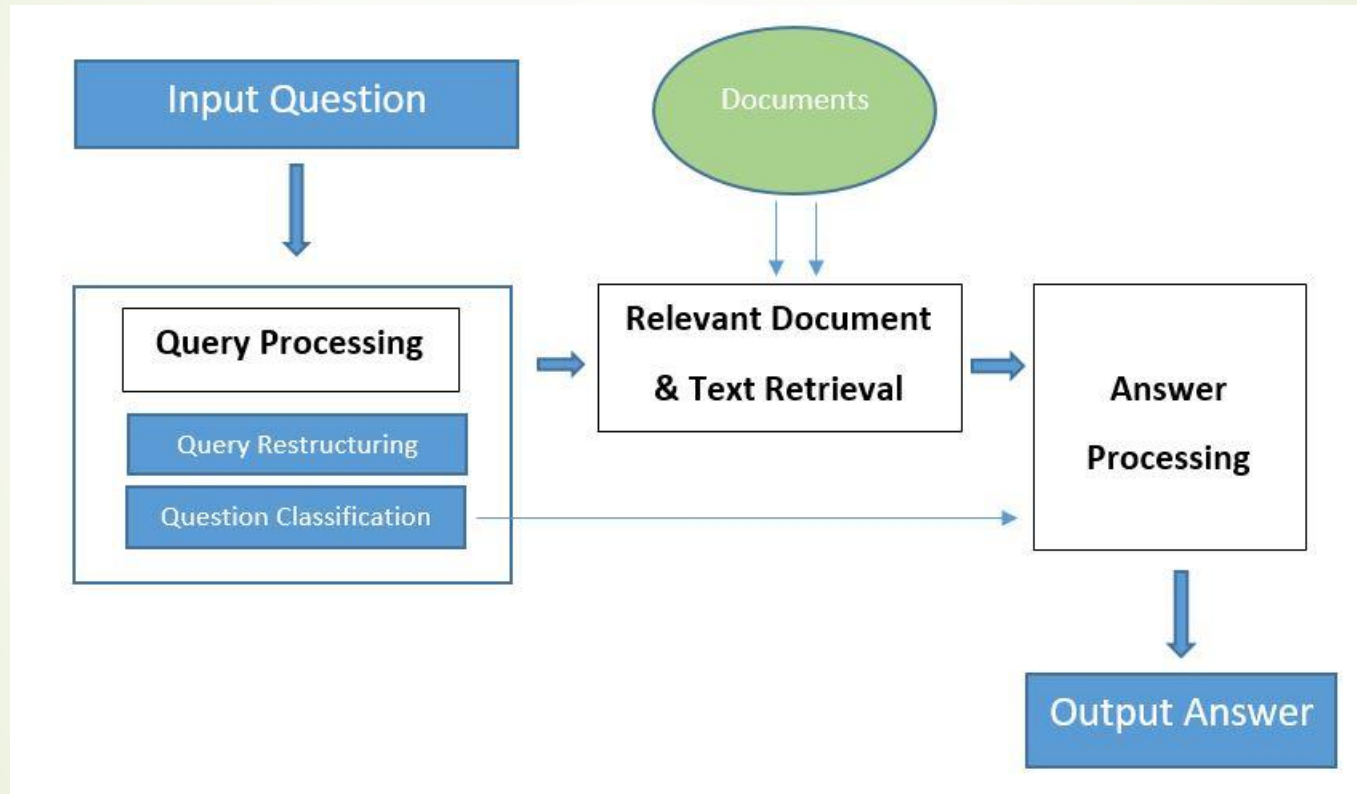 Input Question
Documents
Query Processing
Query Restructuring
Question Classification
Relevant Document
& Text Retrieval
Answer
Processing
Output Answer